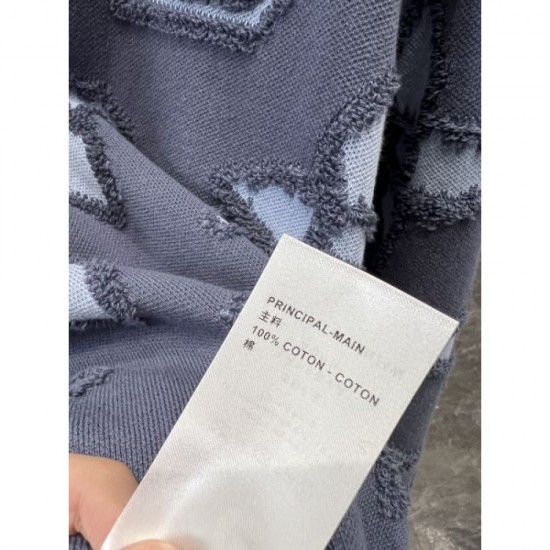 PRINCIPAL-MAIN
主料
100% COTON - COTON
棉